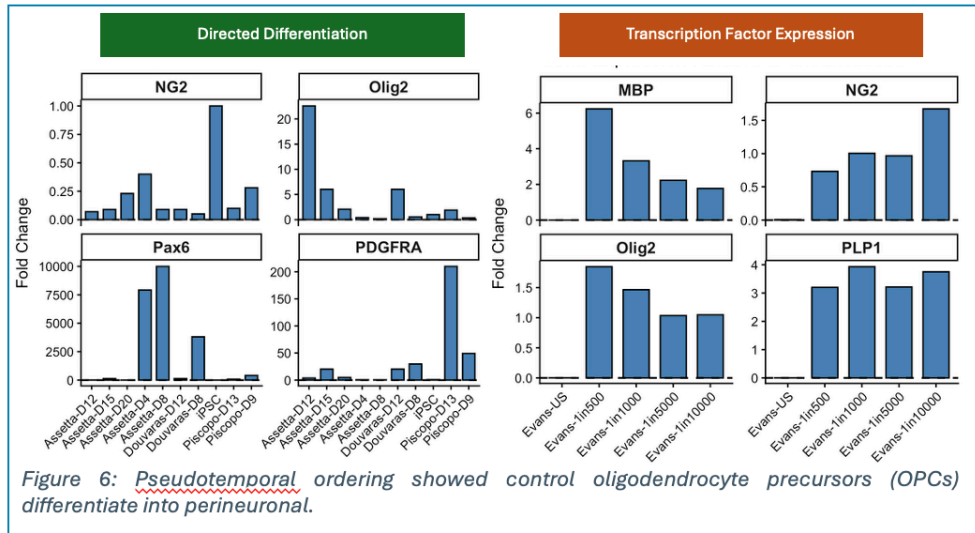 Directed Differentiation
Transcription Factor Expression
NG2
Olig2
1.00
0.75
0.50
0.25
0.00
20
15
10
5
0
Pax6
PDGFRA
10000
7500
5000
2500
0
200
150
100
50
0
Fold Change
Assetta-D12
Assetta-D15
Assetta-D20
Assetta-D4
Assetta-D8
Douvaras-D12
Douvaras-D8
iPSC
Piscopo-D13
Piscopo-D9
Assetta-D12
Assetta-D15
Assetta-D20
Assetta-D4
Assetta-D8
Douvaras-D12
Douvaras-D8
iPSC
Piscopo-D13
Piscopo-D9
MBP
NG2
6
4
2
0
1.5
1.0
0.5
0.0
Olig2
PLP1
1.5
1.0
0.5
0.0
4
3
2
1
0
Fold Change
Evans-US
Evans-1in500
Evans-1in1000
Evans-1in5000
Evans-1in10000
Evans-US
Evans-1in500
Evans-1in1000
Evans-1in5000
Evans-1in10000
Figure 6: Pseudotemporal ordering showed control oligodendrocyte precursors (OPCs)
differentiate into perineuronal.